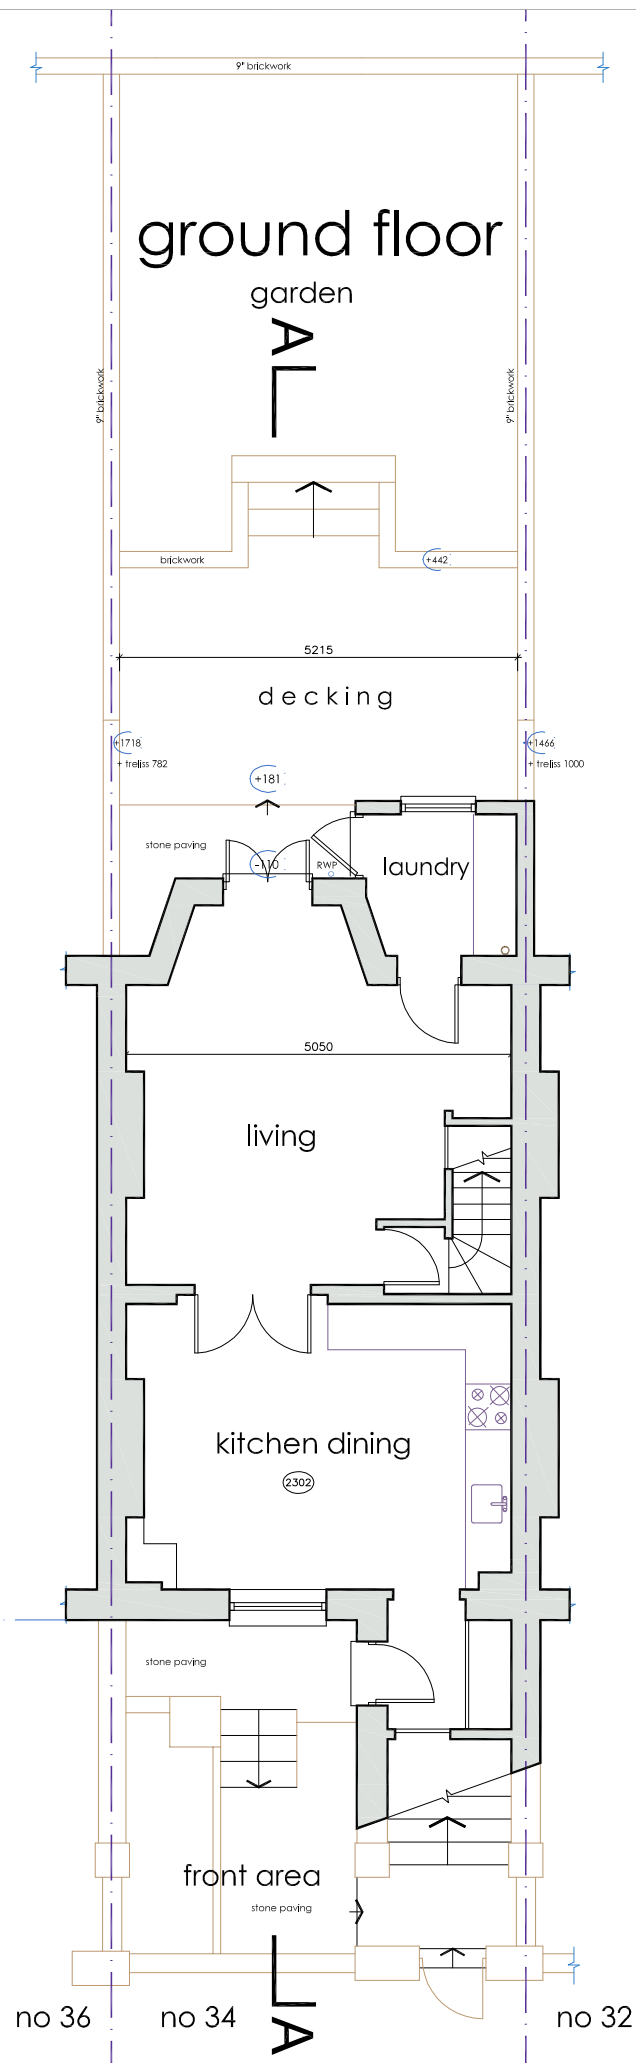 9" brickwork
ground floor
garden
A
9" brickwork
9" brickwork
brickwork
+442
5215
decking
+1718
+ treliss 782
+1466
+ treliss 1000
+181
stone paving
-110
RWP
laundry
5050
living
kitchen dining
2302
stone paving
front area
stone paving
A
no 36
no 34
no 32